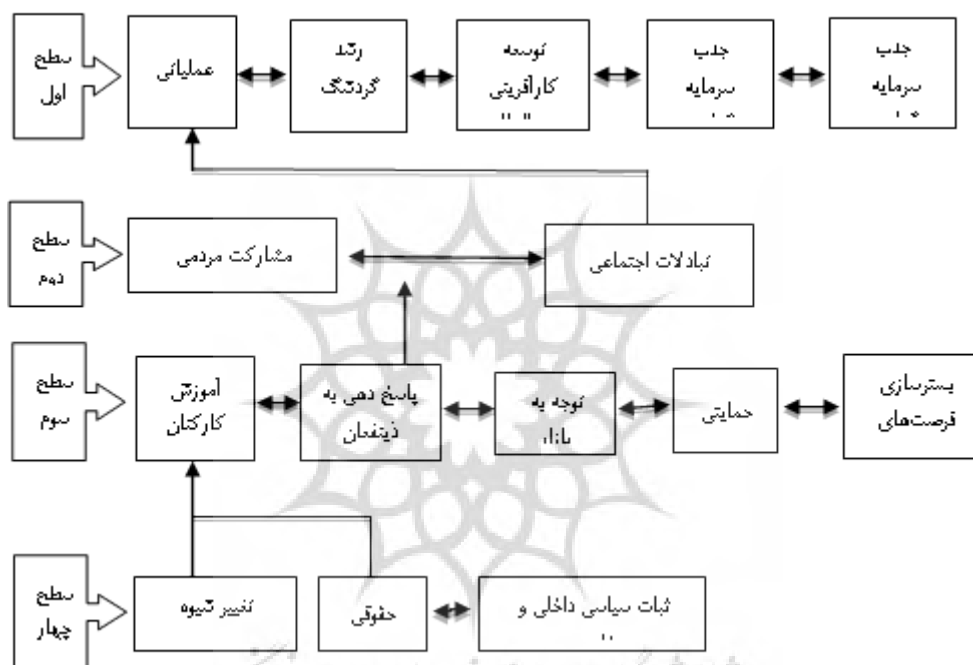 سطح
اول
عملیاتی
رشد
گردشگ
توسعه
کارآفرینی
جذب
سرمایه
جذب
سرمایه
سطح
دوم
مشارکت مردمی
تبادلات اجتماعی
سطح
سوم
آموزش
کارکنان
پاسخ دهی به
ذینفعان
توجه به
بازار
حمایتی
بسترسازی
فرصت‌های
سطح
چهار
تغییر شیوه
حقوقی
ثبات سیاسی داخلی و